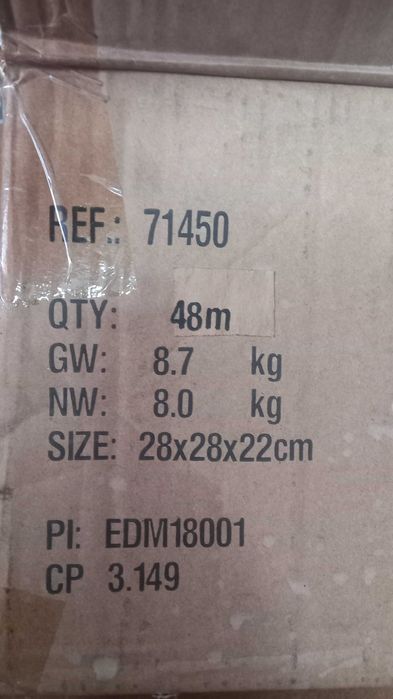 REF.: 71450
QTY: 48m
GW: 8.7 kg
NW: 8.0 kg
SIZE: 28x28x22cm
PI: EDM18001
CP 3.149